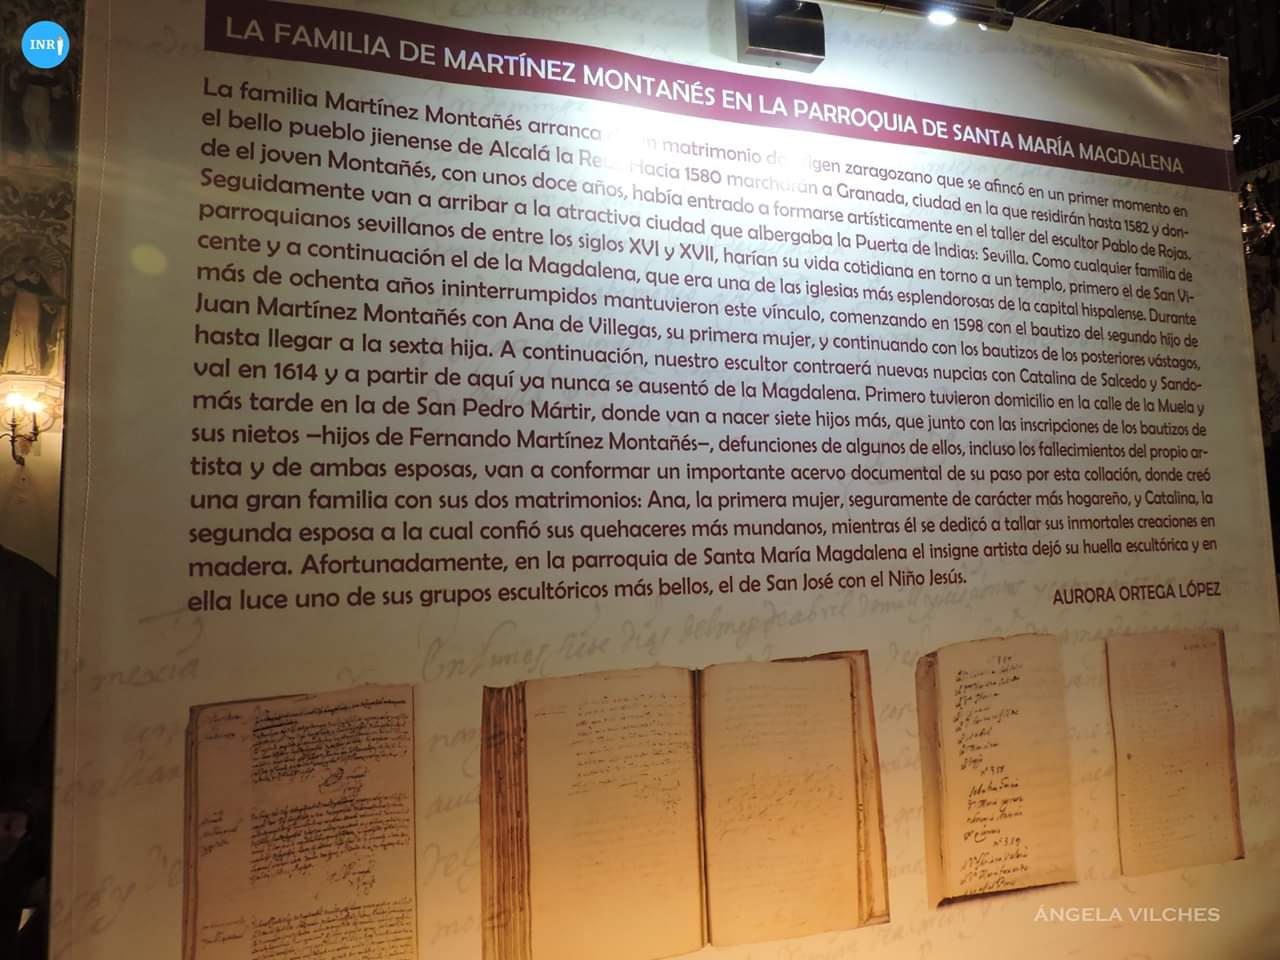 INRI
LA FAMILIA DE MARTÍNEZ MONTAÑÉS EN LA PARROQUIA DE SANTA MARÍA MAGDALENA
La familia Martínez Montañés arranca matrimonio de zaragozano que se afincó en un primer momento en
el bello pueblo jienense de Alcalá la Hacia 1580 marcharán a Granada, ciudad en la que residirán hasta 1582 y don-
de el joven Montañés, con unos doce años, había entrado a formarse artísticamente en el taller del escultor Pablo de Rojas.
Seguidamente van a arribar a la atractiva ciudad que albergaba la Puerta de Indias: Sevilla. Como cualquier familia de
parroquianos sevillanos de entre los siglos XVI y XVII, harían su vida cotidiana en torno a un templo, primero el de San Vi-
cente y a continuación el de la Magdalena, que era una de las iglesias más esplendorosas de la capital hispalense. Durante
más de ochenta años ininterrumpidos mantuvieron este vínculo, comenzando en 1598 con el bautizo del segundo hijo de
Juan Martínez Montañés con Ana de Villegas, su primera mujer, y continuando con los bautizos de los posteriores vástagos,
hasta llegar a la sexta hija. A continuación, nuestro escultor contraerá nuevas nupcias con Catalina de Salcedo y Sando-
val en 1614 y a partir de aquí ya nunca se ausentó de la Magdalena. Primero tuvieron domicilio en la calle de la Muela y
más tarde en la de San Pedro Mártir, donde van a nacer siete hijos más, que junto con las inscripciones de los bautizos de
sus nietos –hijos de Fernando Martínez Montañés–, defunciones de algunos de ellos, incluso los fallecimientos del propio ar-
tista y de ambas esposas, van a conformar un importante acervo documental de su paso por esta collación, donde creó
una gran familia con sus dos matrimonios: Ana, la primera mujer, seguramente de carácter más hogareño, y Catalina, la
segunda esposa a la cual confió sus quehaceres más mundanos, mientras él se dedicó a tallar sus inmortales creaciones en
madera. Afortunadamente, en la parroquia de Santa María Magdalena el insigne artista dejó su huella escultórica y en
ella luce uno de sus grupos escultóricos más bellos, el de San José con el Niño Jesús.
AURORA ORTEGA LÓPEZ
ÁNGELA VILCHES